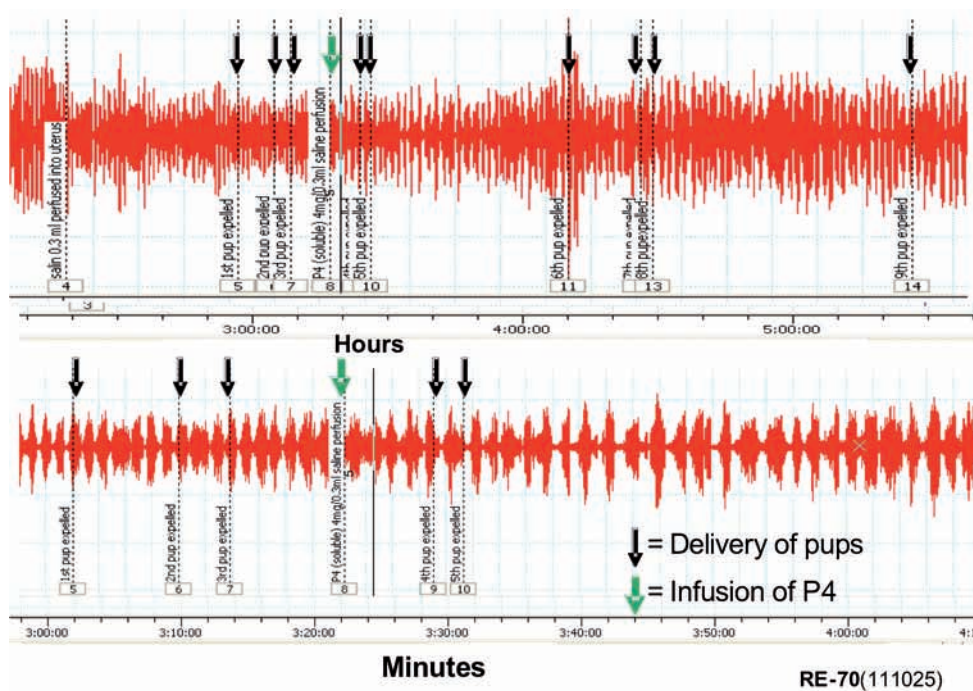 salin 0.3 ml perfused into uterus
1st pup expelled
2nd pup expelled
3rd pup expelled
P4 (soluble) 4mg/0.3ml saline perfusion
5
5th pup expelled
6th pup expelled
8th pup expelled
9th pup expelled
4
5
7
8
10
11
13
14
3
3:00:00
4:00:00
5:00:00
Hours
1st pup expelled
2nd pup expelled
3rd pup expelled
P4 (soluble) 4mg/0.3ml saline perfusion
5
4th pup expelled
5th pup expelled
5
6
7
8
9
10
= Delivery of pups
= Infusion of P4
3:00:00
3:10:00
3:20:00
3:30:00
3:40:00
3:50:00
4:00:00
Minutes
RE-70(111025)